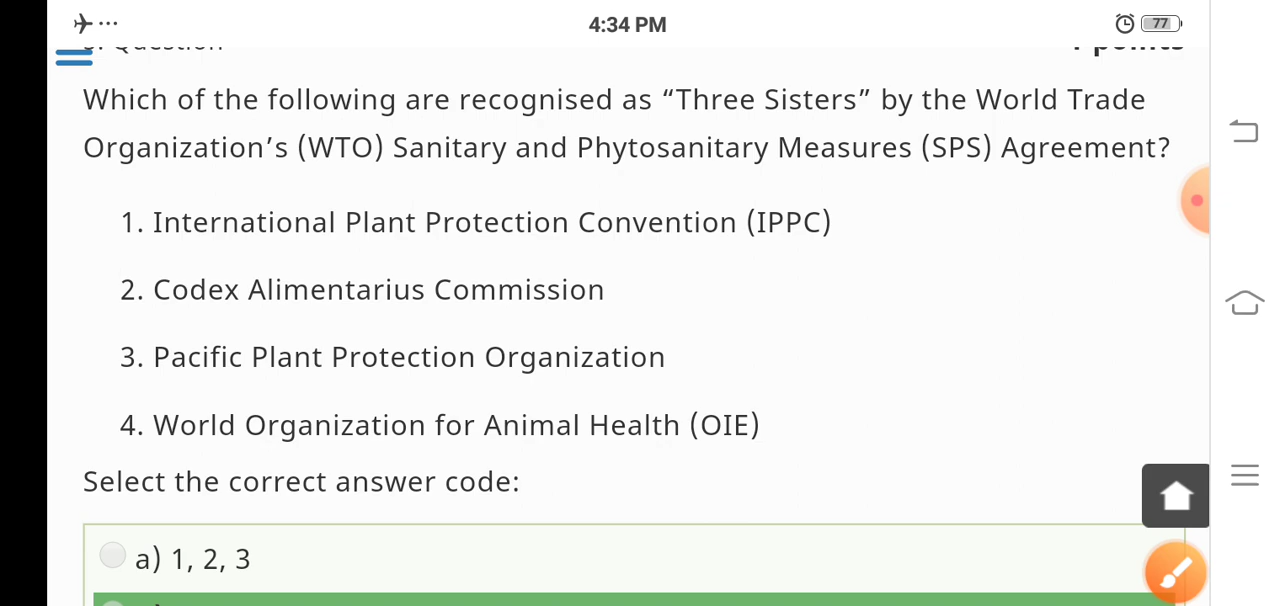 4:34 PM
77
Which of the following are recognised as “Three Sisters” by the World Trade
Organization’s (WTO) Sanitary and Phytosanitary Measures (SPS) Agreement?
1. International Plant Protection Convention (IPPC)
2. Codex Alimentarius Commission
3. Pacific Plant Protection Organization
4. World Organization for Animal Health (OIE)
Select the correct answer code:
a) 1, 2, 3